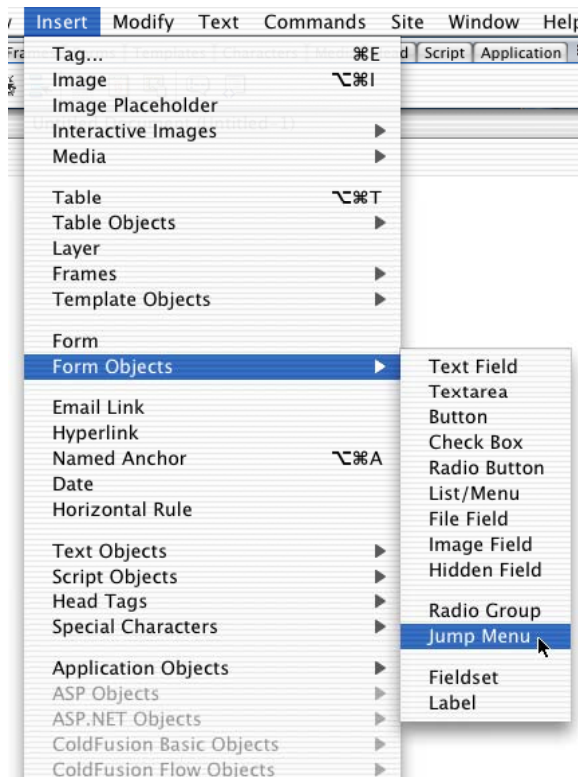 Insert Modify Text Commands Site Window Help
Script Application
Tag... ⌘E
Image ⌥⌘I
Image Placeholder
Interactive Images
Media
Table ⌥⌘T
Table Objects
Layer
Frames
Template Objects
Form
Form Objects
Email Link
Hyperlink
Named Anchor ⌥⌘A
Date
Horizontal Rule
Text Objects
Script Objects
Head Tags
Special Characters
Application Objects
ASP Objects
ASP.NET Objects
ColdFusion Basic Objects
ColdFusion Flow Objects
Text Field
Textarea
Button
Check Box
Radio Button
List/Menu
File Field
Image Field
Hidden Field
Radio Group
Jump Menu
Fieldset
Label